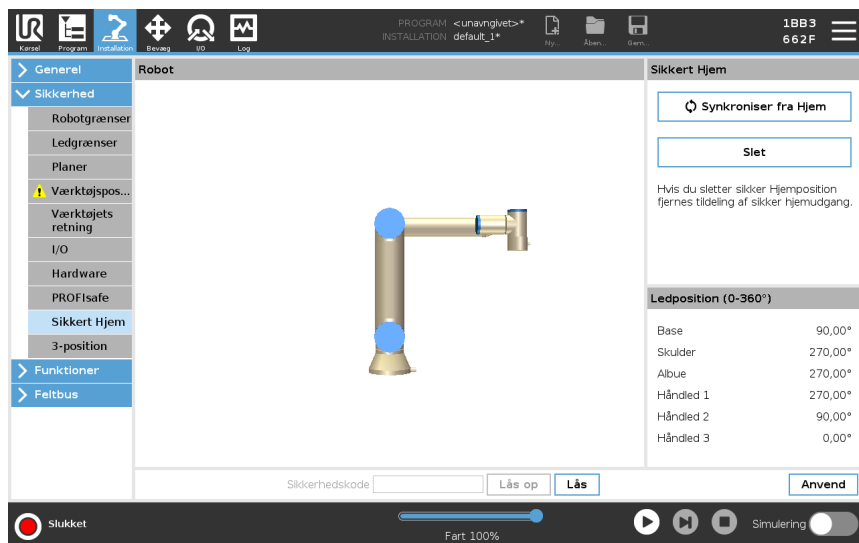 UR
PROGRAM <unavngivet>*
INSTALLATION default_1*
1BB3
662F
Kørsel Program Installation Bevæg I/O Log
Ny... Åben... Gem...
Generel
Sikkerhed
Robotgrænser
Ledgrænser
Planer
Værktøjspos...
Værktøjets
retning
I/O
Hardware
PROFIsafe
Sikkert Hjem
3-position
Funktioner
Feltbus
Robot
Sikkert Hjem
Synkroniser fra Hjem
Slet
Hvis du sletter sikker Hjemposition
fjernes tildeling af sikker hjemudgang.
Ledposition (0-360°)
Base 90,00°
Skulder 270,00°
Albue 270,00°
Håndled 1 270,00°
Håndled 2 90,00°
Håndled 3 0,00°
Sikkerhedskode Lås op Lås Anvend
Slukket
Fart 100%
Simulering